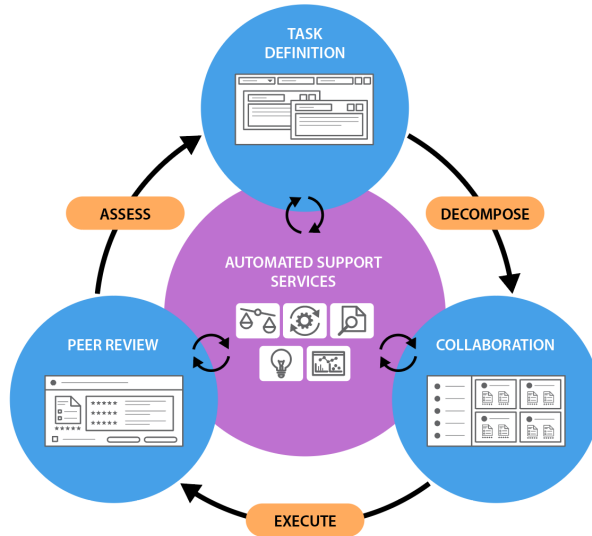 TASK
DEFINITION
ASSESS
DECOMPOSE
AUTOMATED SUPPORT
SERVICES
PEER REVIEW
COLLABORATION
EXECUTE